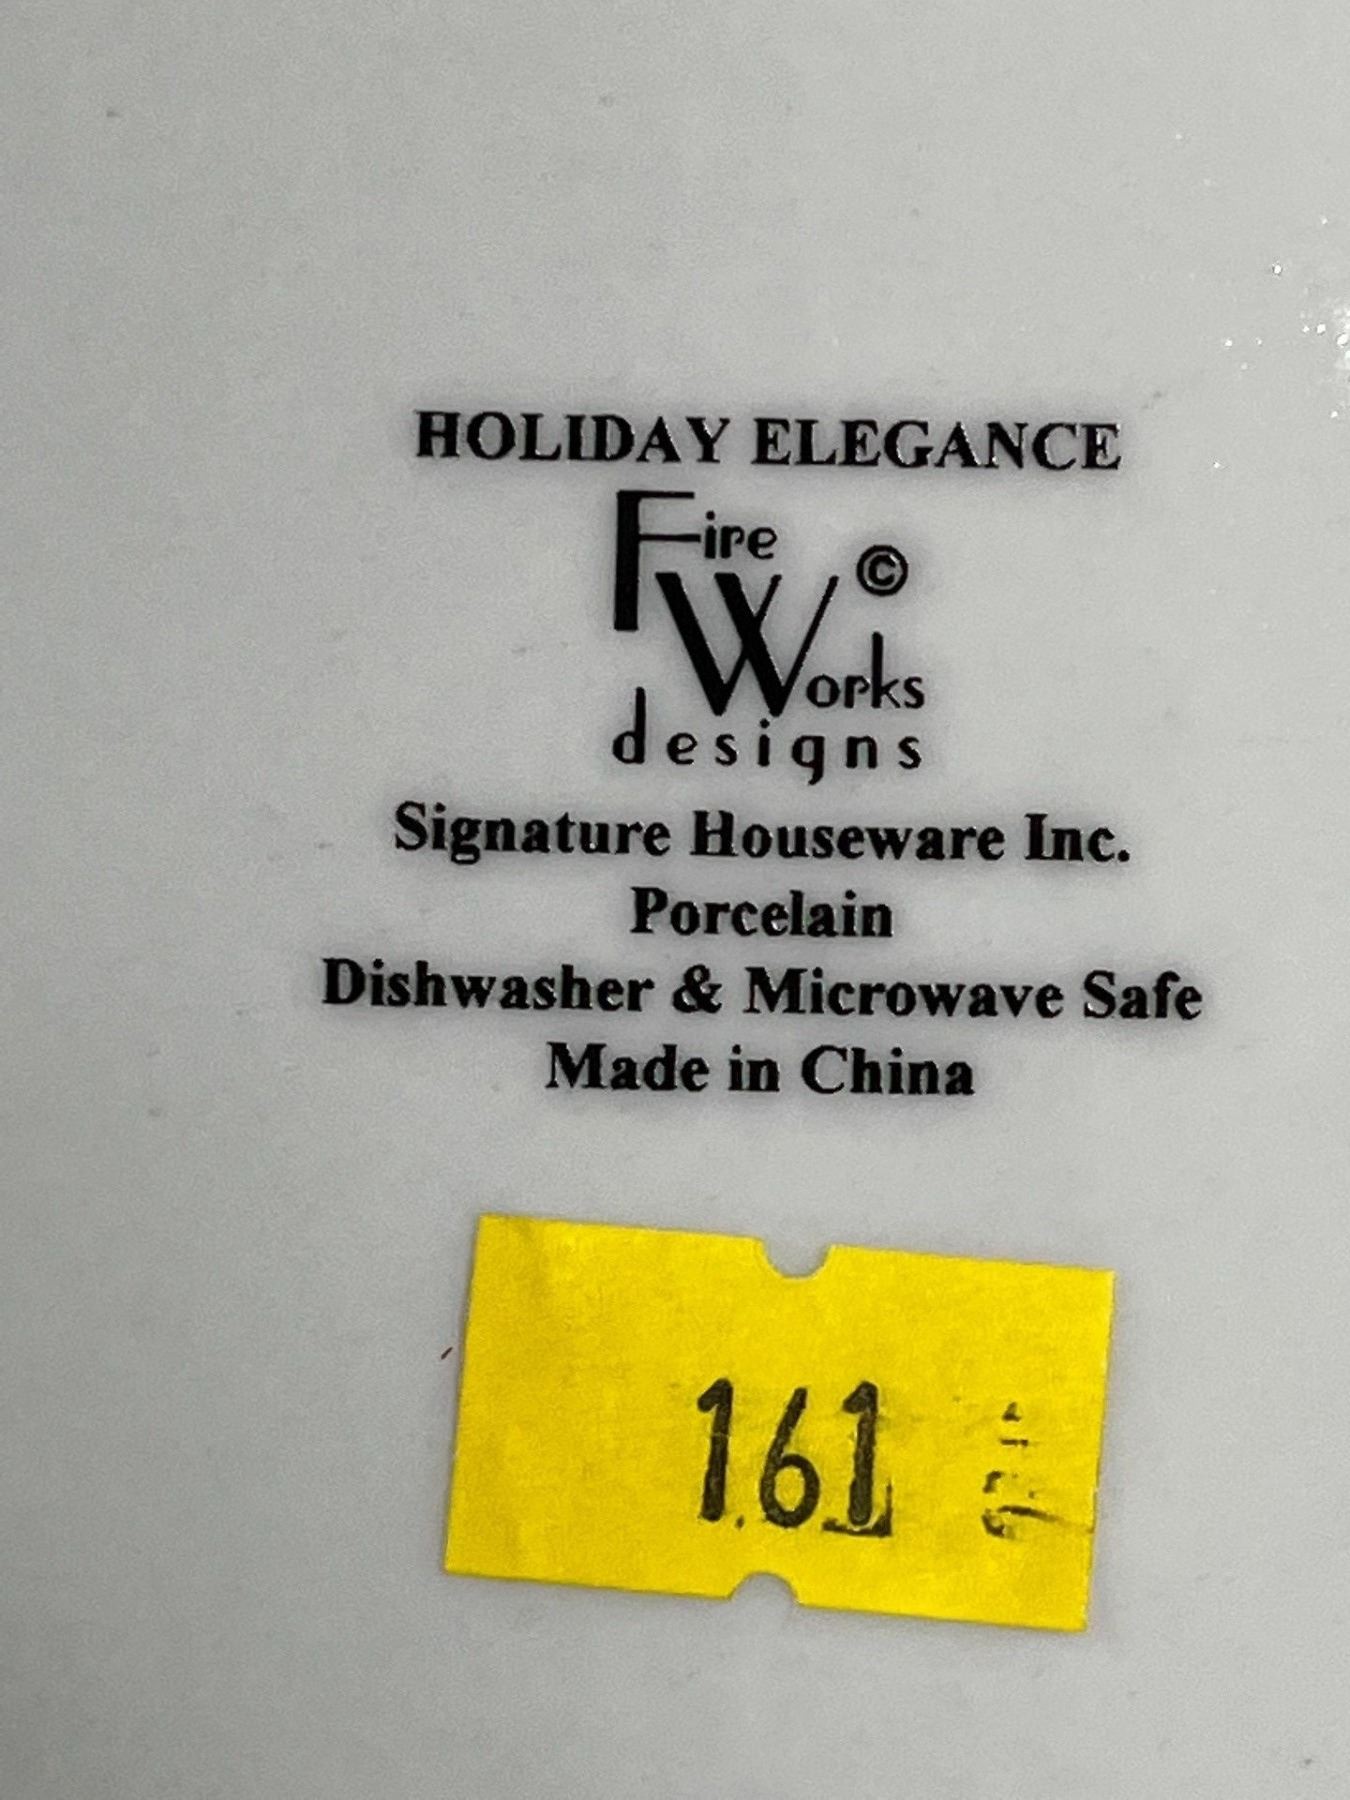 HOLIDAY ELEGANCE
Fire
Works ©
designs
Signature Houseware Inc.
Porcelain
Dishwasher & Microwave Safe
Made in China
161